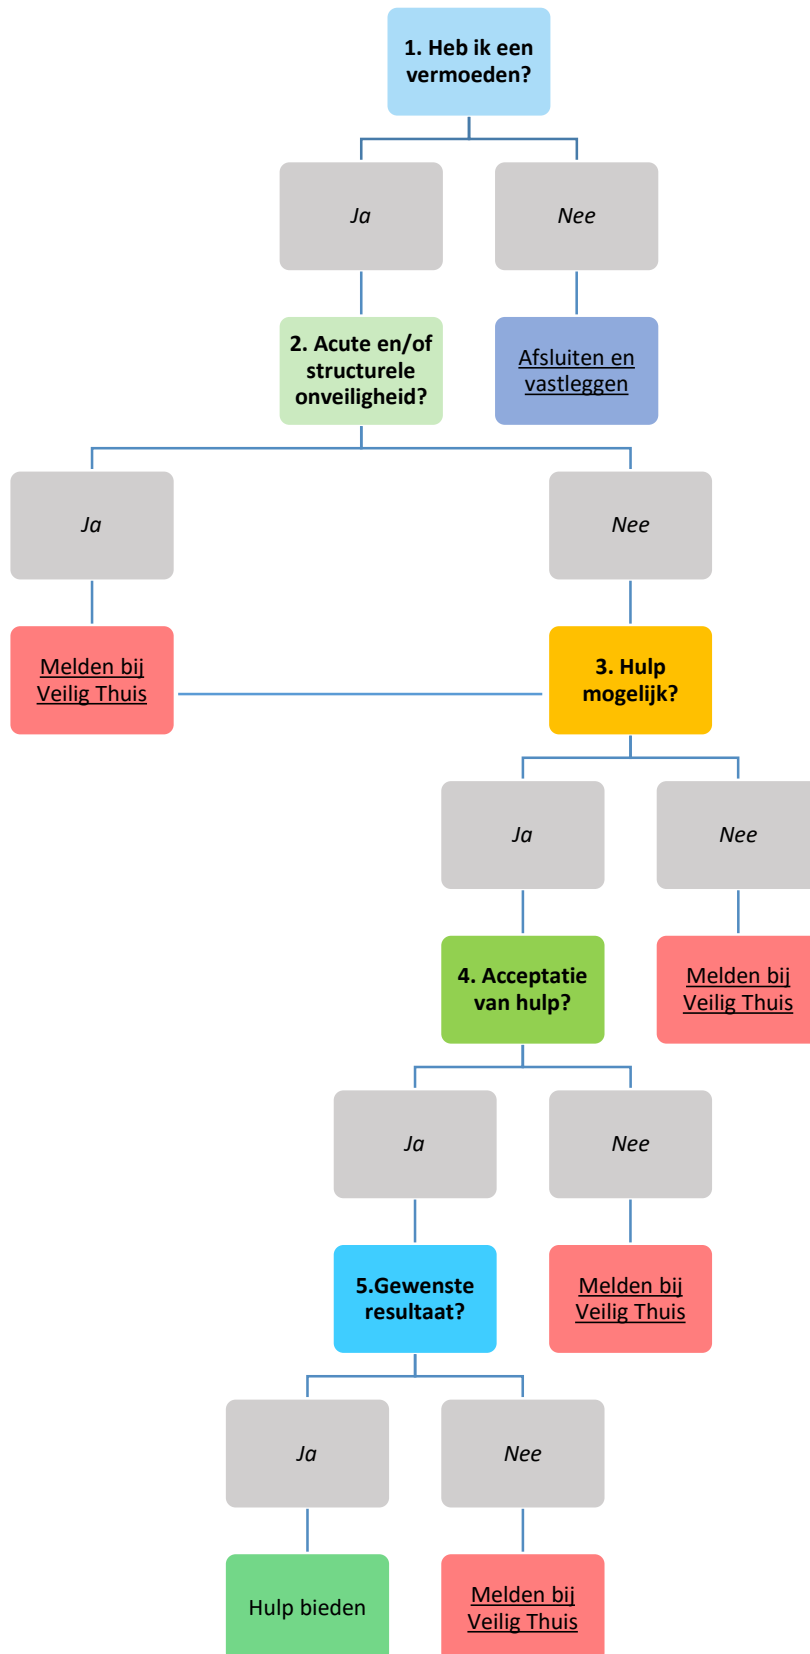 1. Heb ik een
vermoeden?
Ja
Nee
2. Acute en/of
structurele
onveiligheid?
Afsluiten en
vastleggen
Ja
Nee
Melden bij
Veilig Thuis
3. Hulp
mogelijk?
Ja
Nee
4. Acceptatie
van hulp?
Melden bij
Veilig Thuis
Ja
Nee
5.Gewenste
resultaat?
Melden bij
Veilig Thuis
Ja
Nee
Hulp bieden
Melden bij
Veilig Thuis